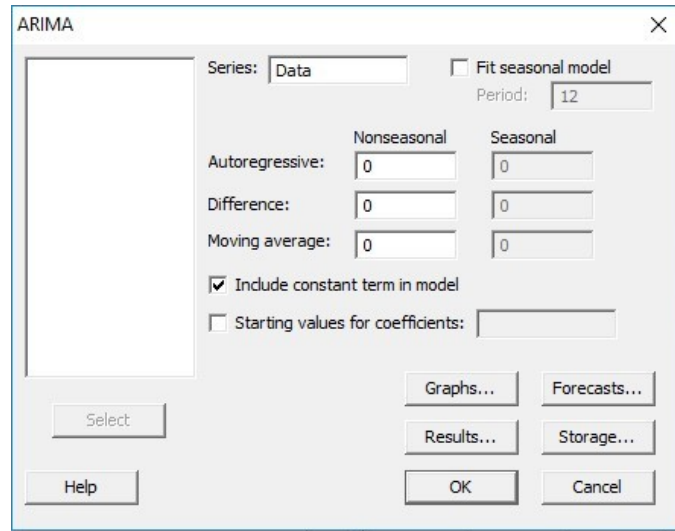 ARIMA
Series: Data
Fit seasonal model
Period: 12
Nonseasonal Seasonal
Autoregressive: 0 0
Difference: 0 0
Moving average: 0 0
Include constant term in model
Starting values for coefficients:
Graphs... Forecasts...
Select
Results... Storage...
Help OK Cancel